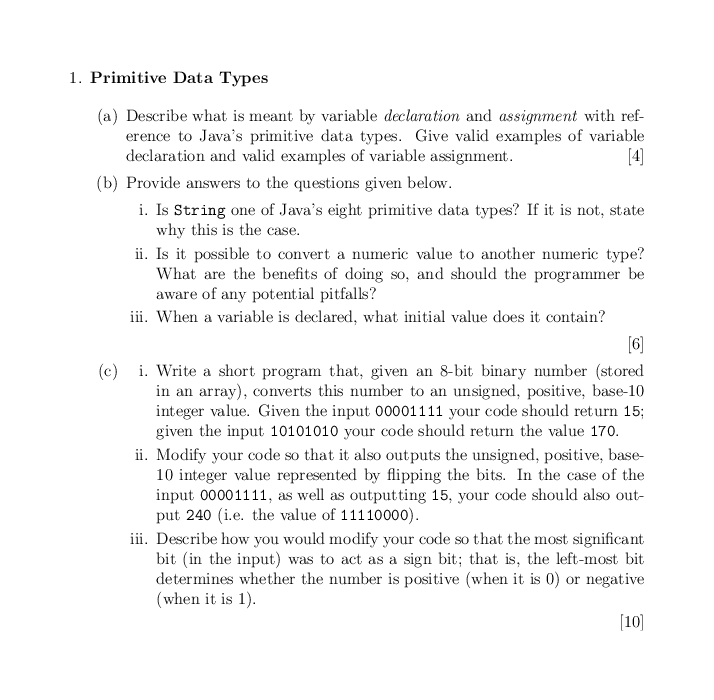 1. Primitive Data Types
(a) Describe what is meant by variable declaration and assignment with ref-
erence to Java's primitive data types. Give valid examples of variable
declaration and valid examples of variable assignment. [4]
(b) Provide answers to the questions given below.
i. Is String one of Java's eight primitive data types? If it is not, state
why this is the case.
ii. Is it possible to convert a numeric value to another numeric type?
What are the benefits of doing so, and should the programmer be
aware of any potential pitfalls?
iii. When a variable is declared, what initial value does it contain?
[6]
(c) i. Write a short program that, given an 8-bit binary number (stored
in an array), converts this number to an unsigned, positive, base-10
integer value. Given the input 00001111 your code should return 15;
given the input 10101010 your code should return the value 170.
ii. Modify your code so that it also outputs the unsigned, positive, base-
10 integer value represented by flipping the bits. In the case of the
input 00001111, as well as outputting 15, your code should also out-
put 240 (i.e. the value of 11110000).
iii. Describe how you would modify your code so that the most significant
bit (in the input) was to act as a sign bit; that is, the left-most bit
determines whether the number is positive (when it is 0) or negative
(when it is 1).
[10]